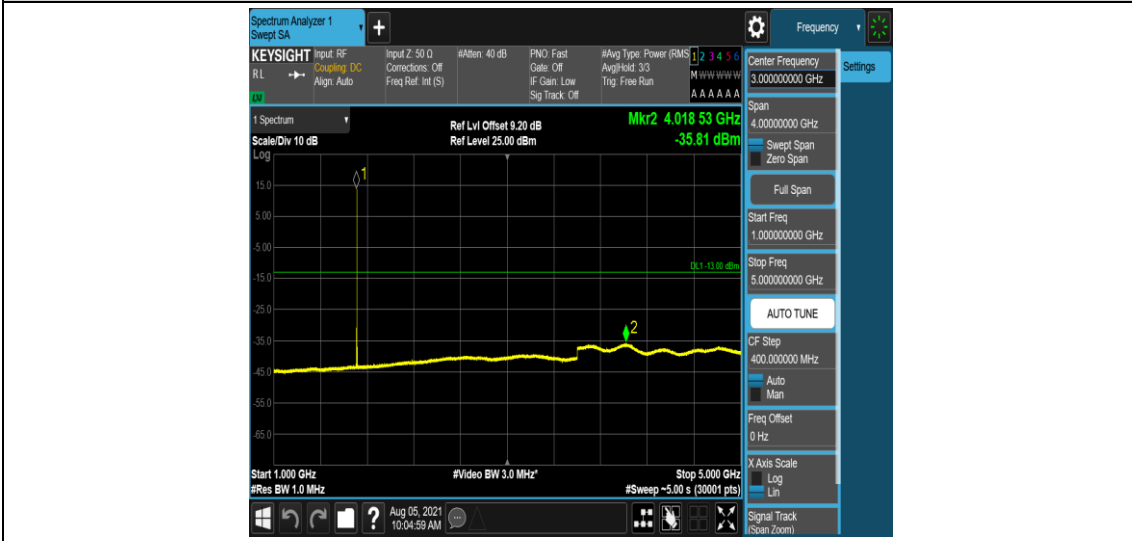 Spectrum Analyzer 1
Swept SA
+
Frequency
KEYSIGHT
RL
Input: RF
Coupling: DC
Align: Auto
Input Z: 50 Ω
Corrections: Off
Freq Ref: Int (S)
#Atten: 40 dB
PNO: Fast
Gate: Off
IF Gain: Low
Sig Track: Off
#Avg Type: Power (RMS
Avg|Hold: 3/3
Trig: Free Run
1 2 3 4 5 6
M W W W W W
A A A A A A
1 Spectrum
Scale/Div 10 dB
Log
Ref Lvl Offset 9.20 dB
Ref Level 25.00 dBm
Mkr2 4.018 53 GHz
-35.81 dBm
1
15.0
5.00
-5.00
DL1 -13.00 dBm
-15.0
-25.0
2
-35.0
-45.0
-55.0
-65.0
Start 1.000 GHz
#Res BW 1.0 MHz
#Video BW 3.0 MHz*
Stop 5.000 GHz
#Sweep ~5.00 s (30001 pts)
?
Aug 05, 2021
10:04:59 AM
Center Frequency
3.000000000 GHz
Span
4.00000000 GHz
Swept Span
Zero Span
Full Span
Start Freq
1.000000000 GHz
Stop Freq
5.000000000 GHz
AUTO TUNE
CF Step
400.000000 MHz
Auto
Man
Freq Offset
0 Hz
X Axis Scale
Log
Lin
Signal Track
(Span Zoom)
Settings